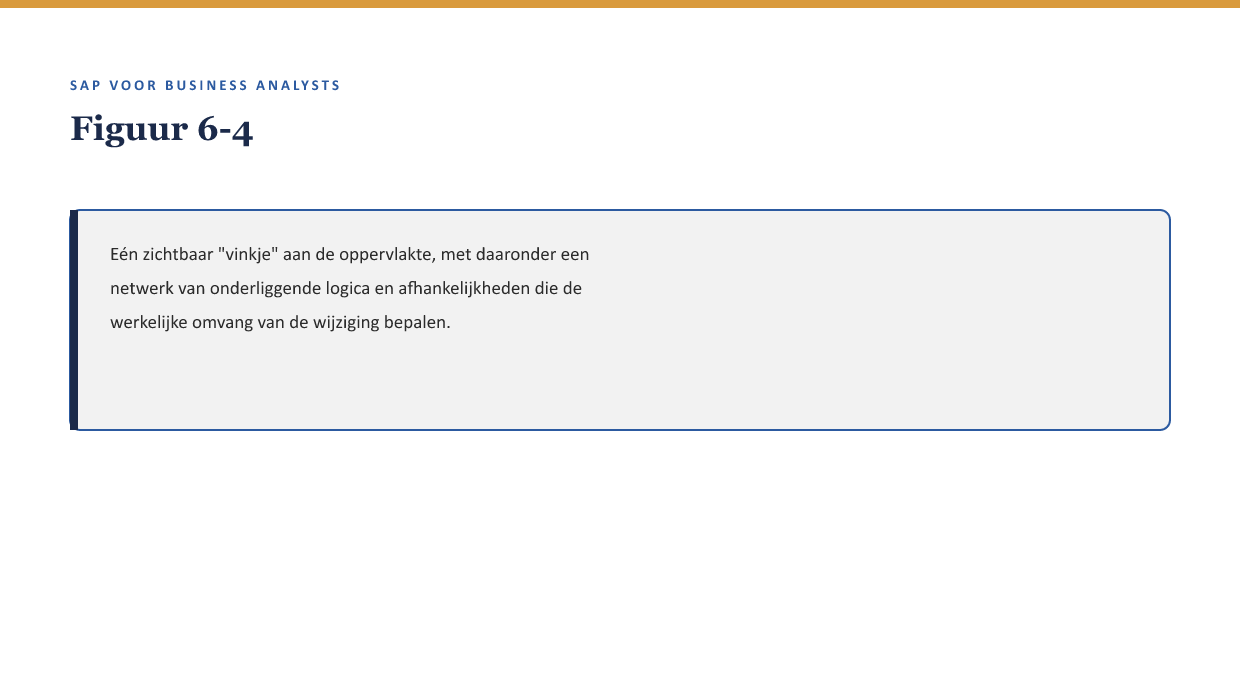 SAP VOOR BUSINESS ANALYSTS
Figuur 6-4
Eén zichtbaar "vinkje" aan de oppervlakte, met daaronder een
netwerk van onderliggende logica en afhankelijkheden die de
werkelijke omvang van de wijziging bepalen.